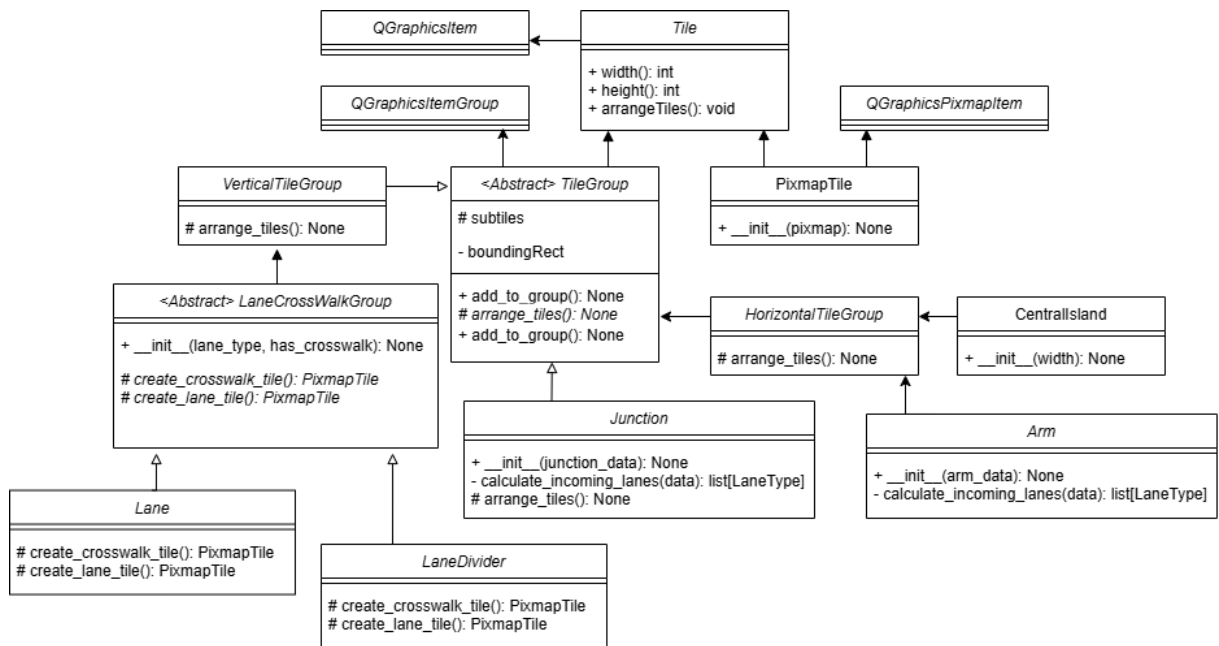 QGraphicsItem
Tile
+ width(): int
+ height(): int
+ arrangeTiles(): void
QGraphicsItemGroup
QGraphicsPixmapItem
VerticalTileGroup
# arrange_tiles(): None
<Abstract> TileGroup
# subtiles
- boundingRect
+ add_to_group(): None
# arrange_tiles(): None
+ add_to_group(): None
PixmapTile
+ __init__(pixmap): None
<Abstract> LaneCrossWalkGroup
+ __init__(lane_type, has_crosswalk): None
# create_crosswalk_tile(): PixmapTile
# create_lane_tile(): PixmapTile
HorizontalTileGroup
# arrange_tiles(): None
CentralIsland
+ __init__(width): None
Junction
+ __init__(junction_data): None
- calculate_incoming_lanes(data): list[LaneType]
# arrange_tiles(): None
Arm
+ __init__(arm_data): None
- calculate_incoming_lanes(data): list[LaneType]
Lane
# create_crosswalk_tile(): PixmapTile
# create_lane_tile(): PixmapTile
LaneDivider
# create_crosswalk_tile(): PixmapTile
# create_lane_tile(): PixmapTile